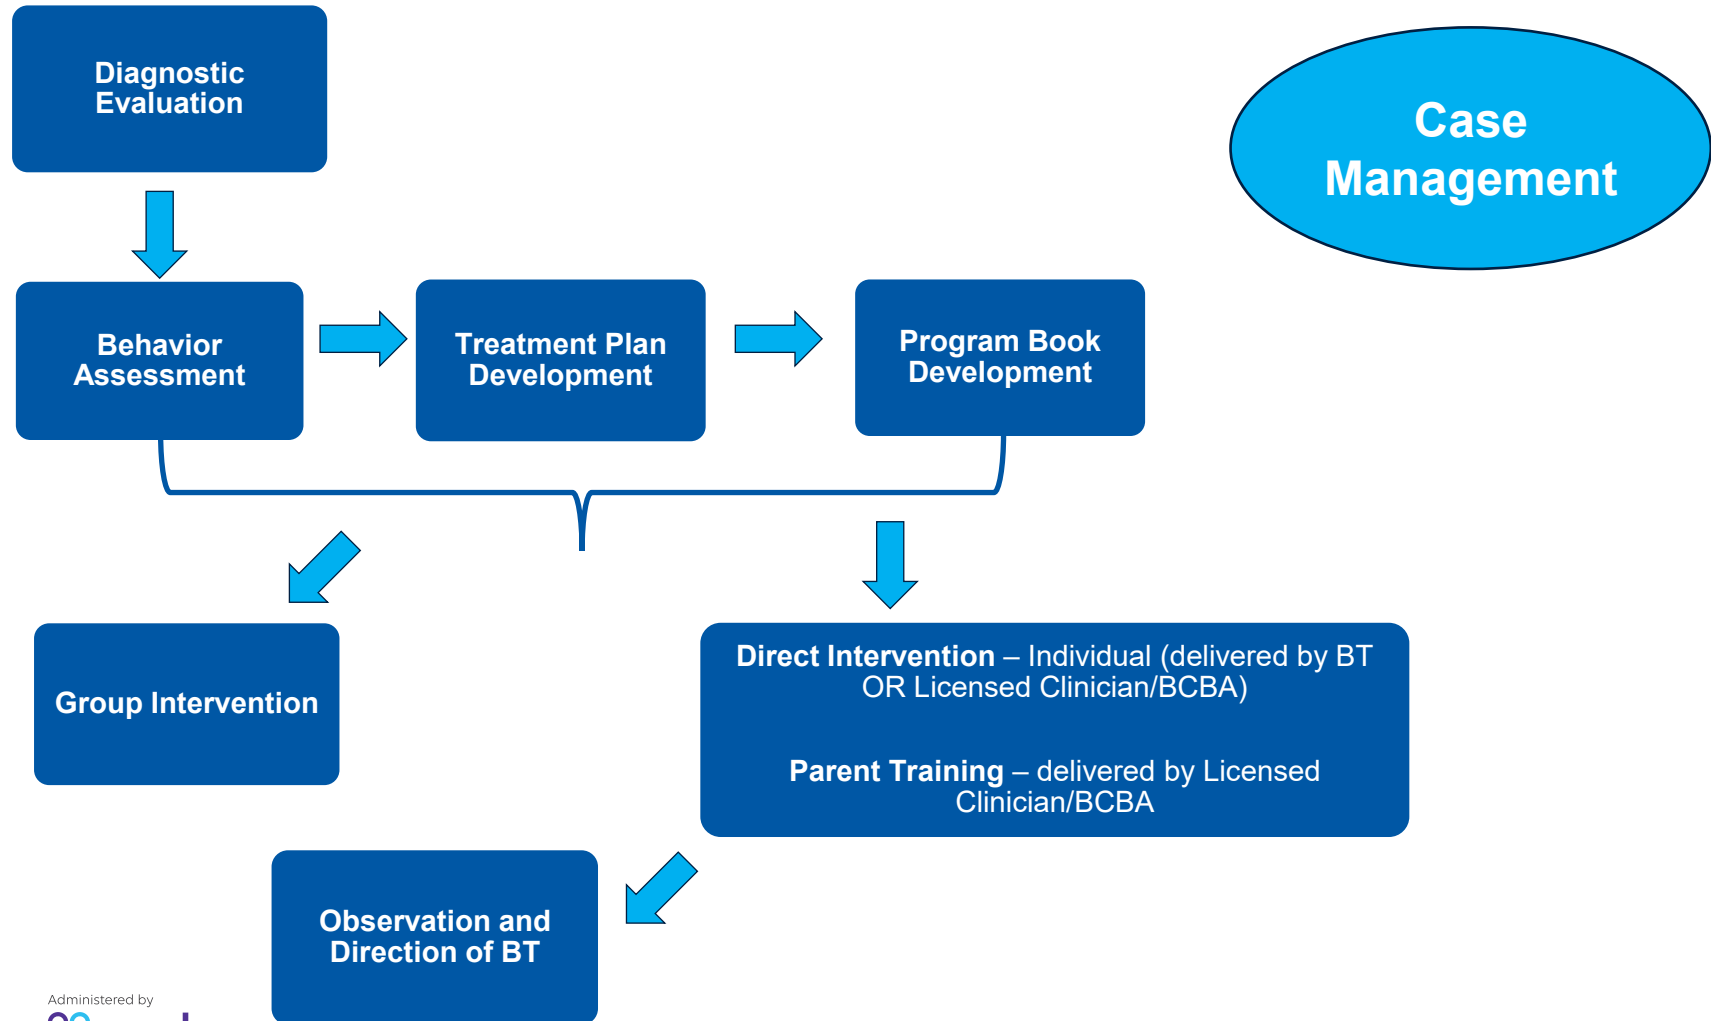 Diagnostic
Evaluation
Case
Management
Behavior
Assessment
Treatment Plan
Development
Program Book
Development
Group Intervention
Direct Intervention – Individual (delivered by BT
OR Licensed Clinician/BCBA)
Parent Training – delivered by Licensed
Clinician/BCBA
Observation and
Direction of BT
Administered by